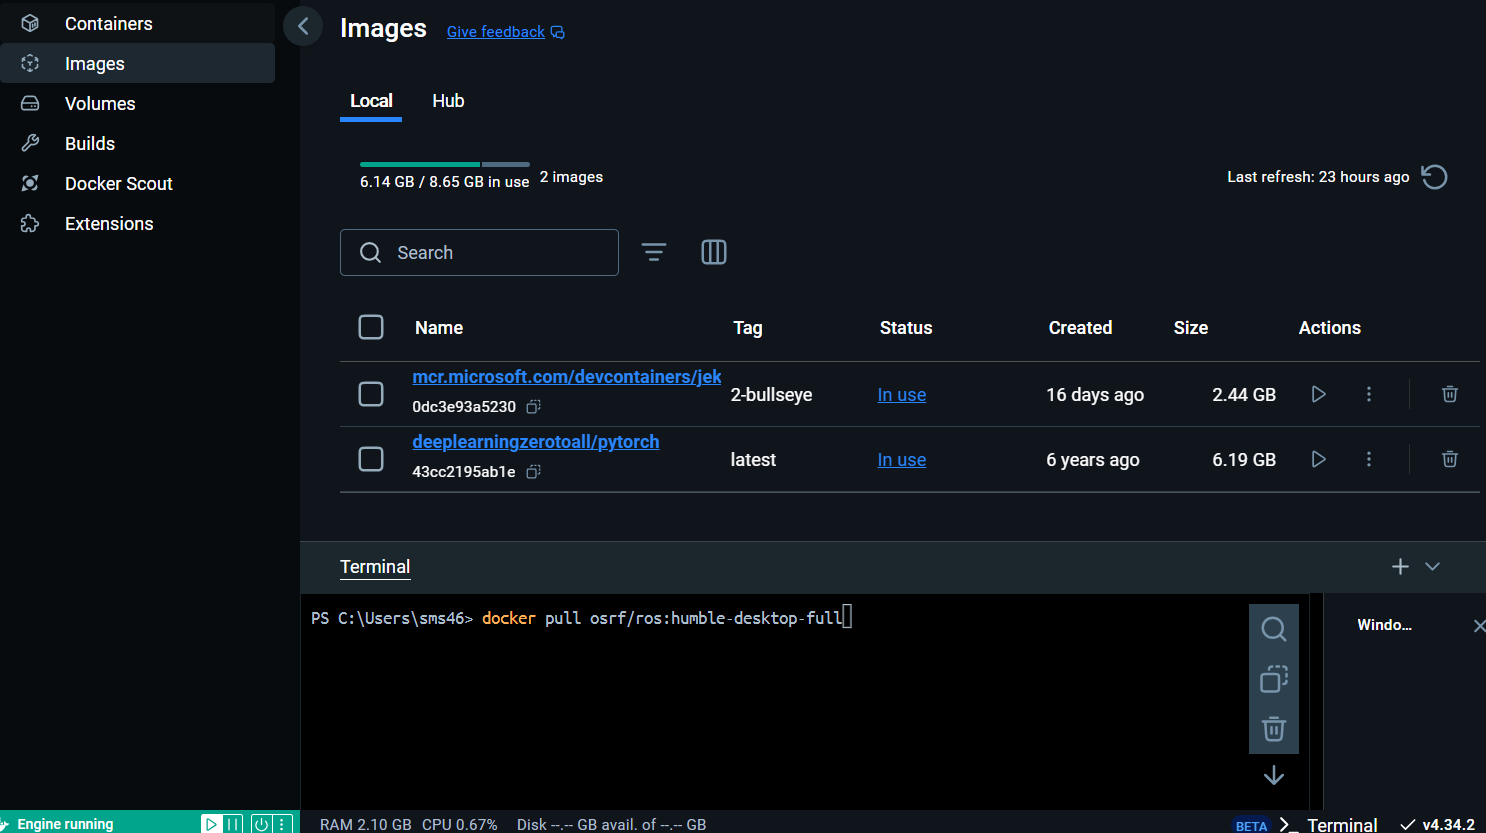 Containers
Images
Volumes
Builds
Docker Scout
Extensions
Images Give feedback
Local Hub
6.14 GB / 8.65 GB in use 2 images
Last refresh: 23 hours ago
Search
Name Tag Status Created Size Actions
mcr.microsoft.com/devcontainers/jek
0dc3e93a5230
2-bullseye In use 16 days ago 2.44 GB
deeplearningzerotoall/pytorch
43cc2195ab1e
latest In use 6 years ago 6.19 GB
Terminal
PS C:\Users\sms46> docker pull osrf/ros:humble-desktop-full
Windo...
Engine running
RAM 2.10 GB CPU 0.67% Disk --.-- GB avail. of --.-- GB
BETA >_ Terminal v4.34.2